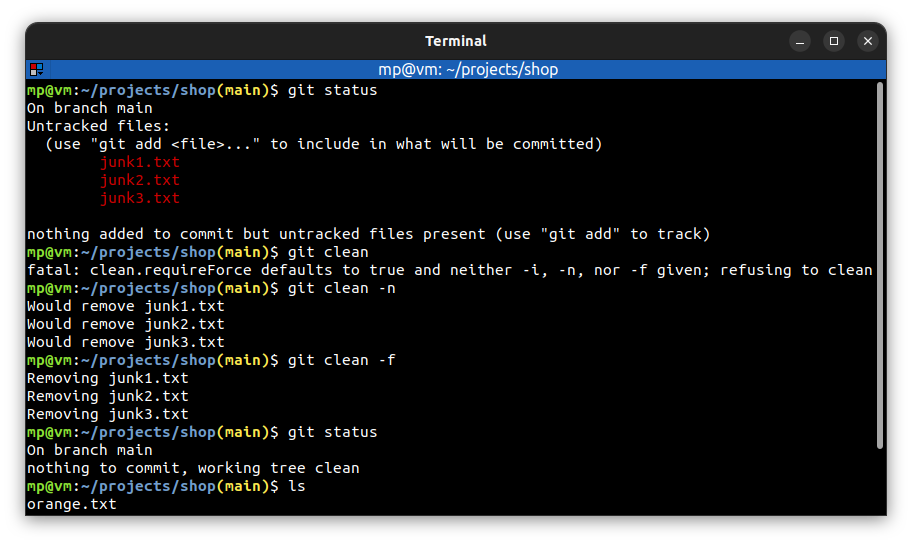 Terminal
mp@vm: ~/projects/shop
mp@vm:~/projects/shop(main)$ git status
On branch main
Untracked files:
  (use "git add <file>..." to include in what will be committed)
        junk1.txt
        junk2.txt
        junk3.txt

nothing added to commit but untracked files present (use "git add" to track)
mp@vm:~/projects/shop(main)$ git clean
fatal: clean.requireForce defaults to true and neither -i, -n, nor -f given; refusing to clean
mp@vm:~/projects/shop(main)$ git clean -n
Would remove junk1.txt
Would remove junk2.txt
Would remove junk3.txt
mp@vm:~/projects/shop(main)$ git clean -f
Removing junk1.txt
Removing junk2.txt
Removing junk3.txt
mp@vm:~/projects/shop(main)$ git status
On branch main
nothing to commit, working tree clean
mp@vm:~/projects/shop(main)$ ls
orange.txt